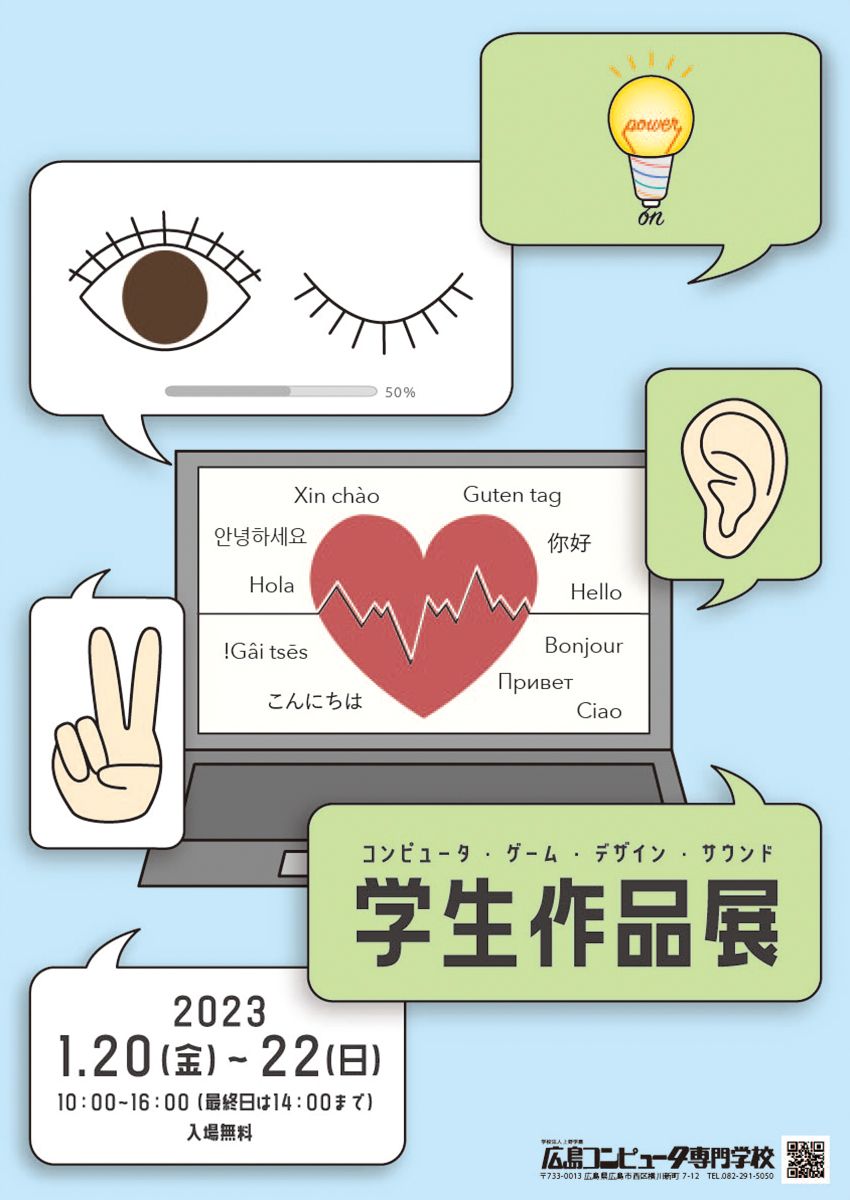 power
on
50%
Xin chào
Guten tag
안녕하세요
你好
Hola
Hello
!Gâi tsēs
Bonjour
Привет
こんにちは
Ciao
コンピュータ・ゲーム・デザイン・サウンド
学生作品展
2023
1.20(金)~22(日)
10:00~16:00(最終日は14:00まで)
入場無料
学校法人上野学園
広島コンピュータ専門学校
〒733-0013 広島県広島市西区横川新町 7-12 TEL.082-291-5050